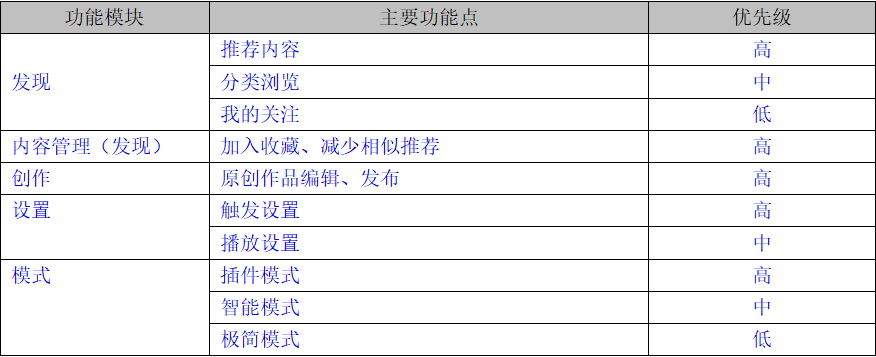 功能模块 主要功能点 优先级
推荐内容 高
发现 分类浏览 中
我的关注 低
内容管理（发现） 加入收藏、减少相似推荐 高
创作 原创作品编辑、发布 高
设置 触发设置 高
播放设置 中
模式 插件模式 高
智能模式 中
极简模式 低